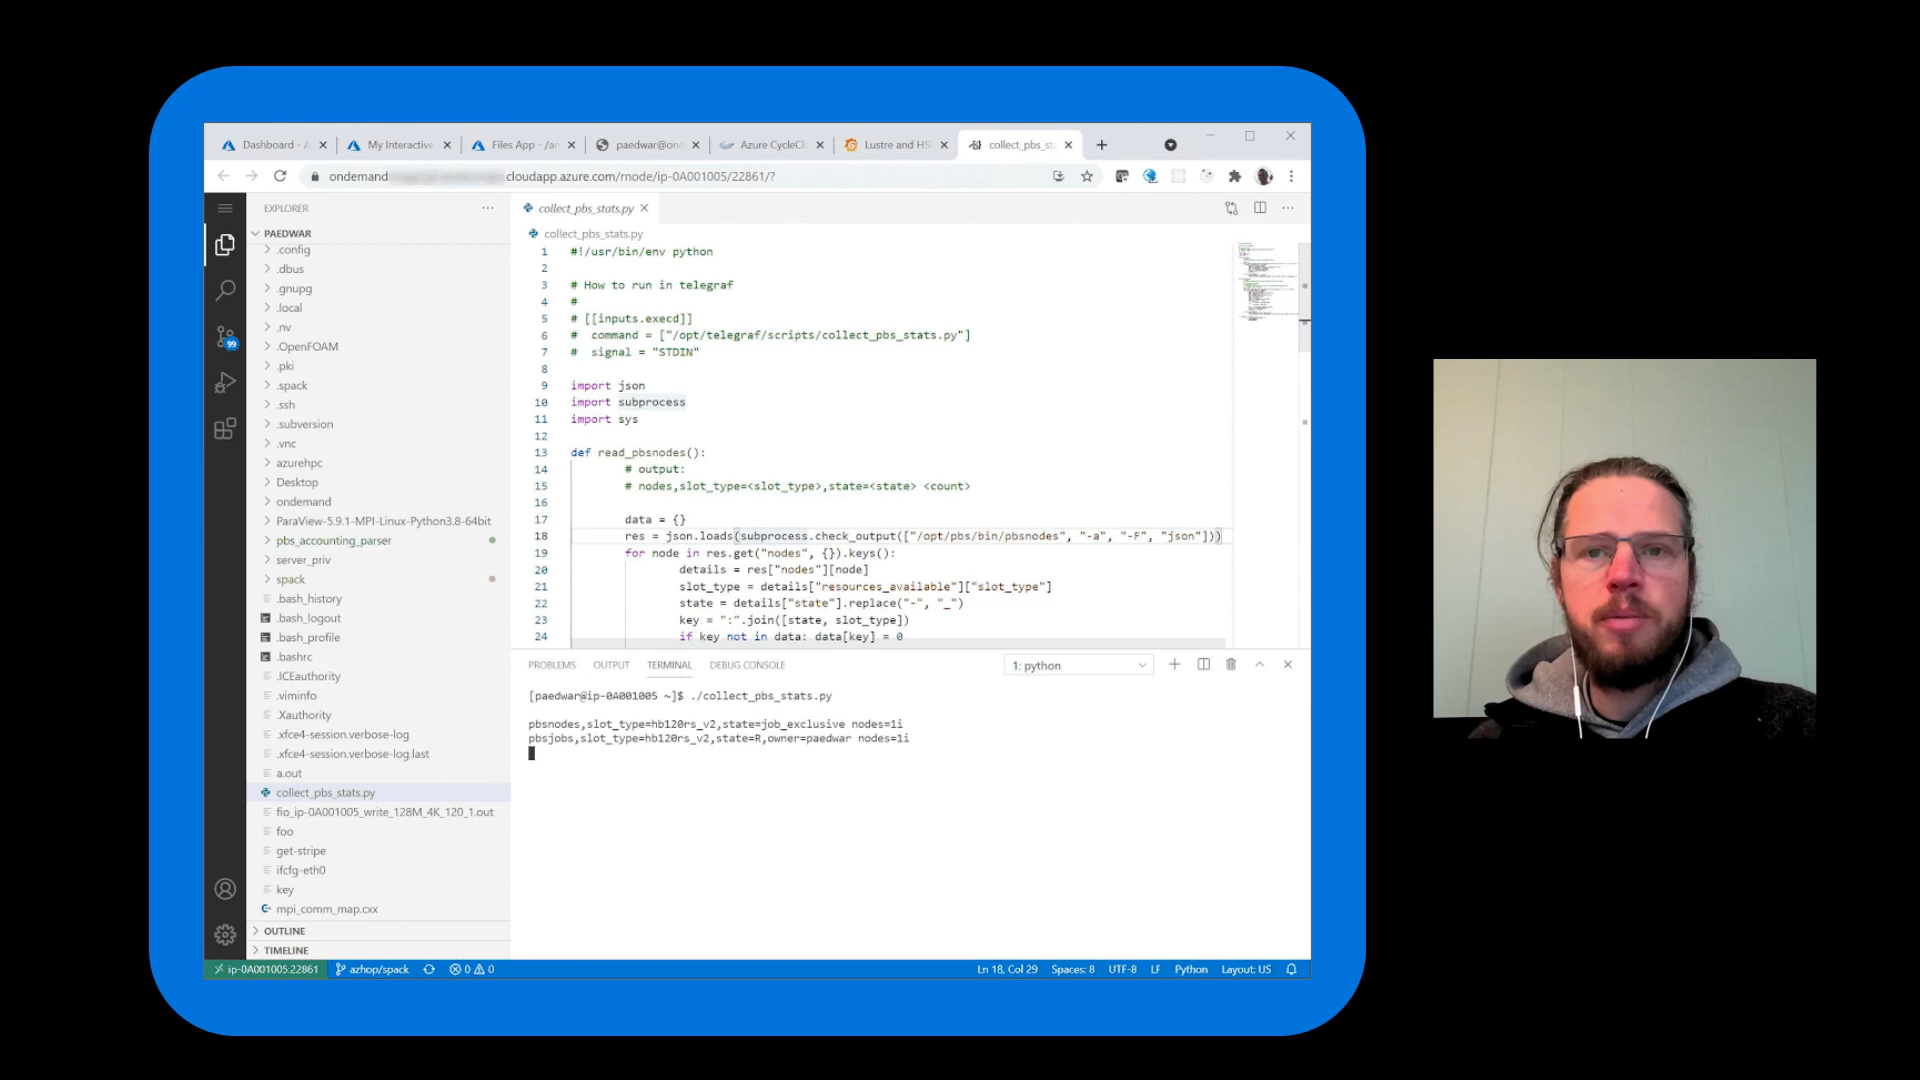 Dashboard - A
My Interactive
Files App - /ar
paedwar@ond
Azure CycleCl
Lustre and HS
collect_pbs_sta
ondemand
cloudapp.azure.com/rnode/ip-0A001005/22861/?
EXPLORER
PAEDWAR
.config
.dbus
.gnupg
.local
.nv
99
.OpenFOAM
.pki
.spack
.ssh
.subversion
.vnc
azurehpc
Desktop
ondemand
ParaView-5.9.1-MPI-Linux-Python3.8-64bit
pbs_accounting_parser
server_priv
spack
.bash_history
.bash_logout
.bash_profile
.bashrc
.ICEauthority
.viminfo
.Xauthority
.xfce4-session.verbose-log
.xfce4-session.verbose-log.last
a.out
collect_pbs_stats.py
fio_ip-0A001005_write_128M_4K_120_1.out
foo
get-stripe
ifcfg-eth0
key
mpi_comm_map.cxx
OUTLINE
TIMELINE
collect_pbs_stats.py
collect_pbs_stats.py
1 #!/usr/bin/env python
2
3 # How to run in telegraf
4 #
5 # [[inputs.execd]]
6 #  command = ["/opt/telegraf/scripts/collect_pbs_stats.py"]
7 #  signal = "STDIN"
8
9 import json
10 import subprocess
11 import sys
12
13 def read_pbsnodes():
14         # output:
15         # nodes,slot_type=<slot_type>,state=<state> <count>
16
17         data = {}
18         res = json.loads(subprocess.check_output(["/opt/pbs/bin/pbsnodes", "-a", "-F", "json"]))
19         for node in res.get("nodes", {}).keys():
20                 details = res["nodes"][node]
21                 slot_type = details["resources_available"]["slot_type"]
22                 state = details["state"].replace("-", "_")
23                 key = ":".join([state, slot_type])
24                 if key not in data: data[key] = 0
PROBLEMS OUTPUT TERMINAL DEBUG CONSOLE 1: python
[paedwar@ip-0A001005 ~]$ ./collect_pbs_stats.py
pbsnodes,slot_type=hb120rs_v2,state=job_exclusive nodes=1i
pbsjobs,slot_type=hb120rs_v2,state=R,owner=paedwar nodes=1i
ip-0A001005:22861 azhop/spack 0 0 Ln 18, Col 29 Spaces: 8 UTF-8 LF Python Layout: US